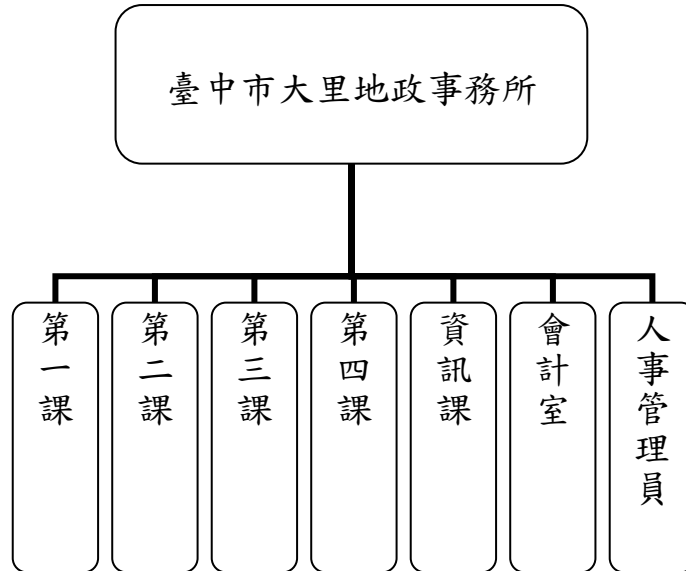 臺中市大里地政事務所
第一課
第二課
第三課
第四課
資訊課
會計室
人事管理員